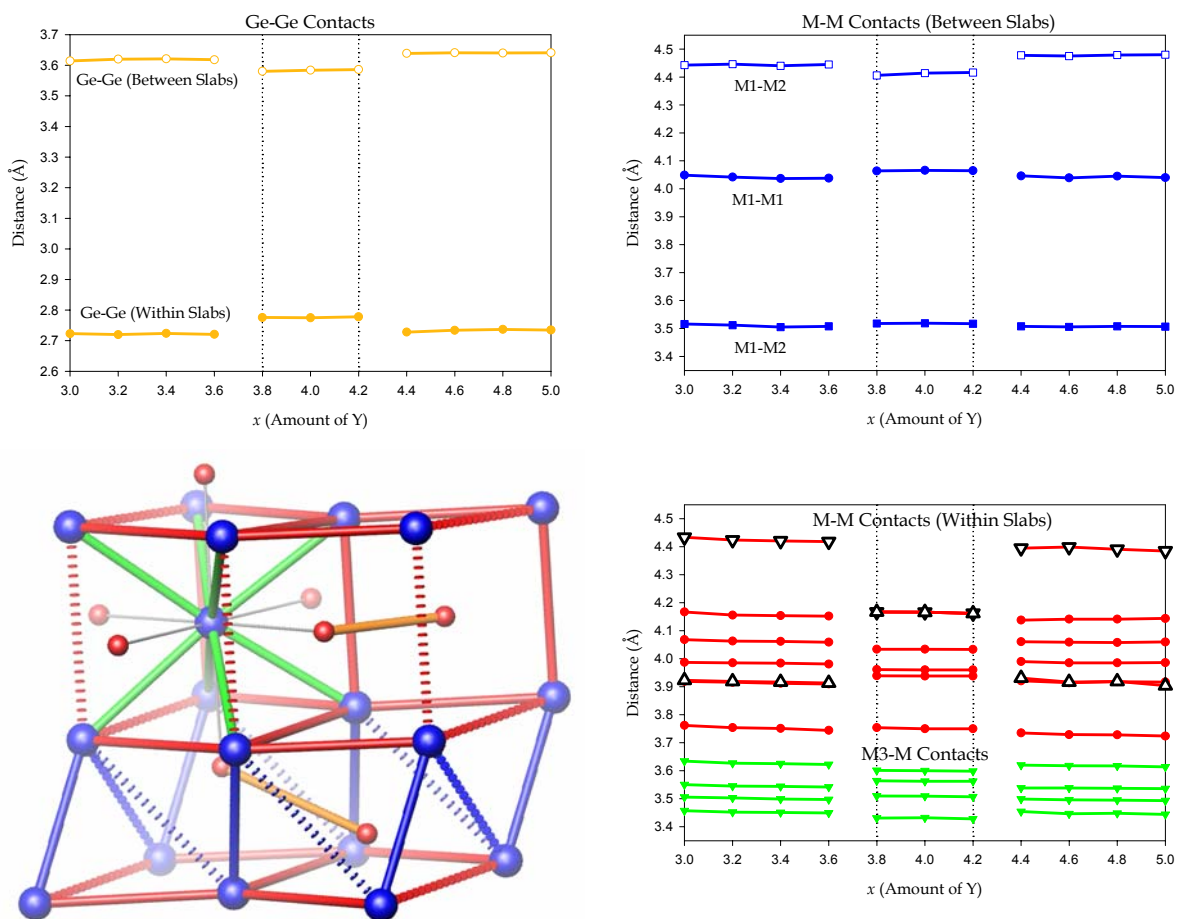 Ge-Ge Contacts
3.7
3.6
3.5
3.4
3.3
3.2
3.1
3.0
2.9
2.8
2.7
2.6
Distance (Å)
Ge-Ge (Between Slabs)
Ge-Ge (Within Slabs)
3.0 3.2 3.4 3.6 3.8 4.0 4.2 4.4 4.6 4.8 5.0
x (Amount of Y)
M-M Contacts (Between Slabs)
4.5
4.4
4.3
4.2
4.1
4.0
3.9
3.8
3.7
3.6
3.5
3.4
Distance (Å)
M1-M2
M1-M1
M1-M2
3.0 3.2 3.4 3.6 3.8 4.0 4.2 4.4 4.6 4.8 5.0
x (Amount of Y)
M-M Contacts (Within Slabs)
4.5
4.4
4.3
4.2
4.1
4.0
3.9
3.8
3.7
3.6
3.5
3.4
Distance (Å)
M3-M Contacts
3.0 3.2 3.4 3.6 3.8 4.0 4.2 4.4 4.6 4.8 5.0
x (Amount of Y)